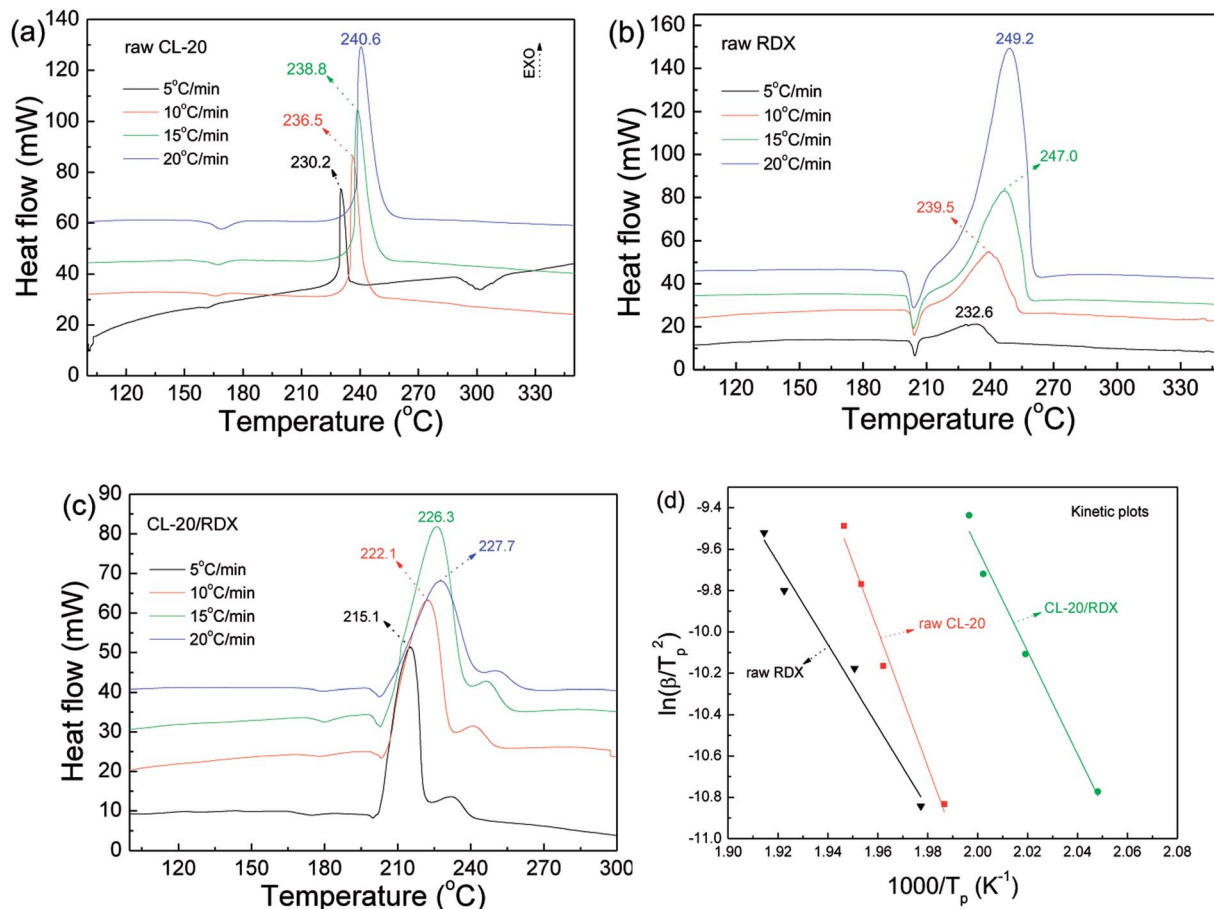 (a)
raw CL-20
EXO
5°C/min
10°C/min
15°C/min
20°C/min
240.6
238.8
236.5
230.2
140
120
100
80
60
40
20
0
Heat flow (mW)
120 150 180 210 240 270 300 330
Temperature (°C)
(b)
raw RDX
5°C/min
10°C/min
15°C/min
20°C/min
249.2
247.0
239.5
232.6
160
140
120
100
80
60
40
20
0
Heat flow (mW)
120 150 180 210 240 270 300 330
Temperature (°C)
(c)
CL-20/RDX
5°C/min
10°C/min
15°C/min
20°C/min
226.3
227.7
222.1
215.1
90
80
70
60
50
40
30
20
10
0
Heat flow (mW)
120 150 180 210 240 270 300
Temperature (°C)
(d)
Kinetic plots
CL-20/RDX
raw CL-20
raw RDX
-9.4
-9.6
-9.8
-10.0
-10.2
-10.4
-10.6
-10.8
-11.0
ln(β/Tp²)
1.90 1.92 1.94 1.96 1.98 2.00 2.02 2.04 2.06 2.08
1000/Tp (K⁻¹)